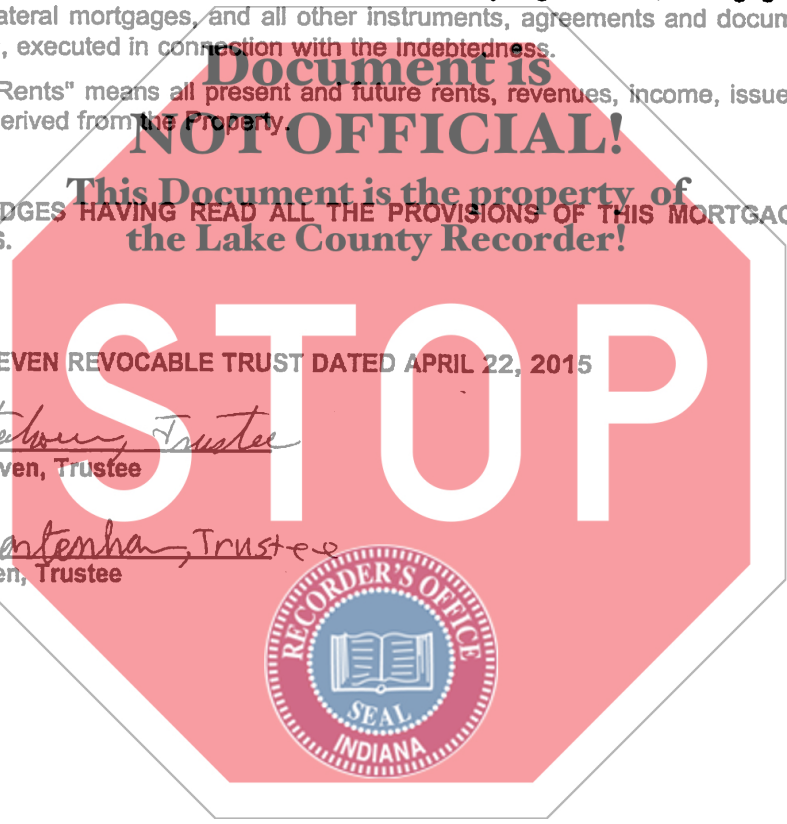 ateral mortgages, and all other instruments, agreements and docum
, executed in connection with the Indebtedness.
Document is
Rents" means all present and future rents, revenues, income, issue
erived from the Property.
NOT OFFICIAL!
This Document is the property of
DGES HAVING READ ALL THE PROVISIONS OF THIS MORTGAG
S.
the Lake County Recorder!
STOP
EVEN REVOCABLE TRUST DATED APRIL 22, 2015
Trustee
ven, Trustee
Trustee
en, Trustee
RECORDER'S OFFICE
SEAL
INDIANA